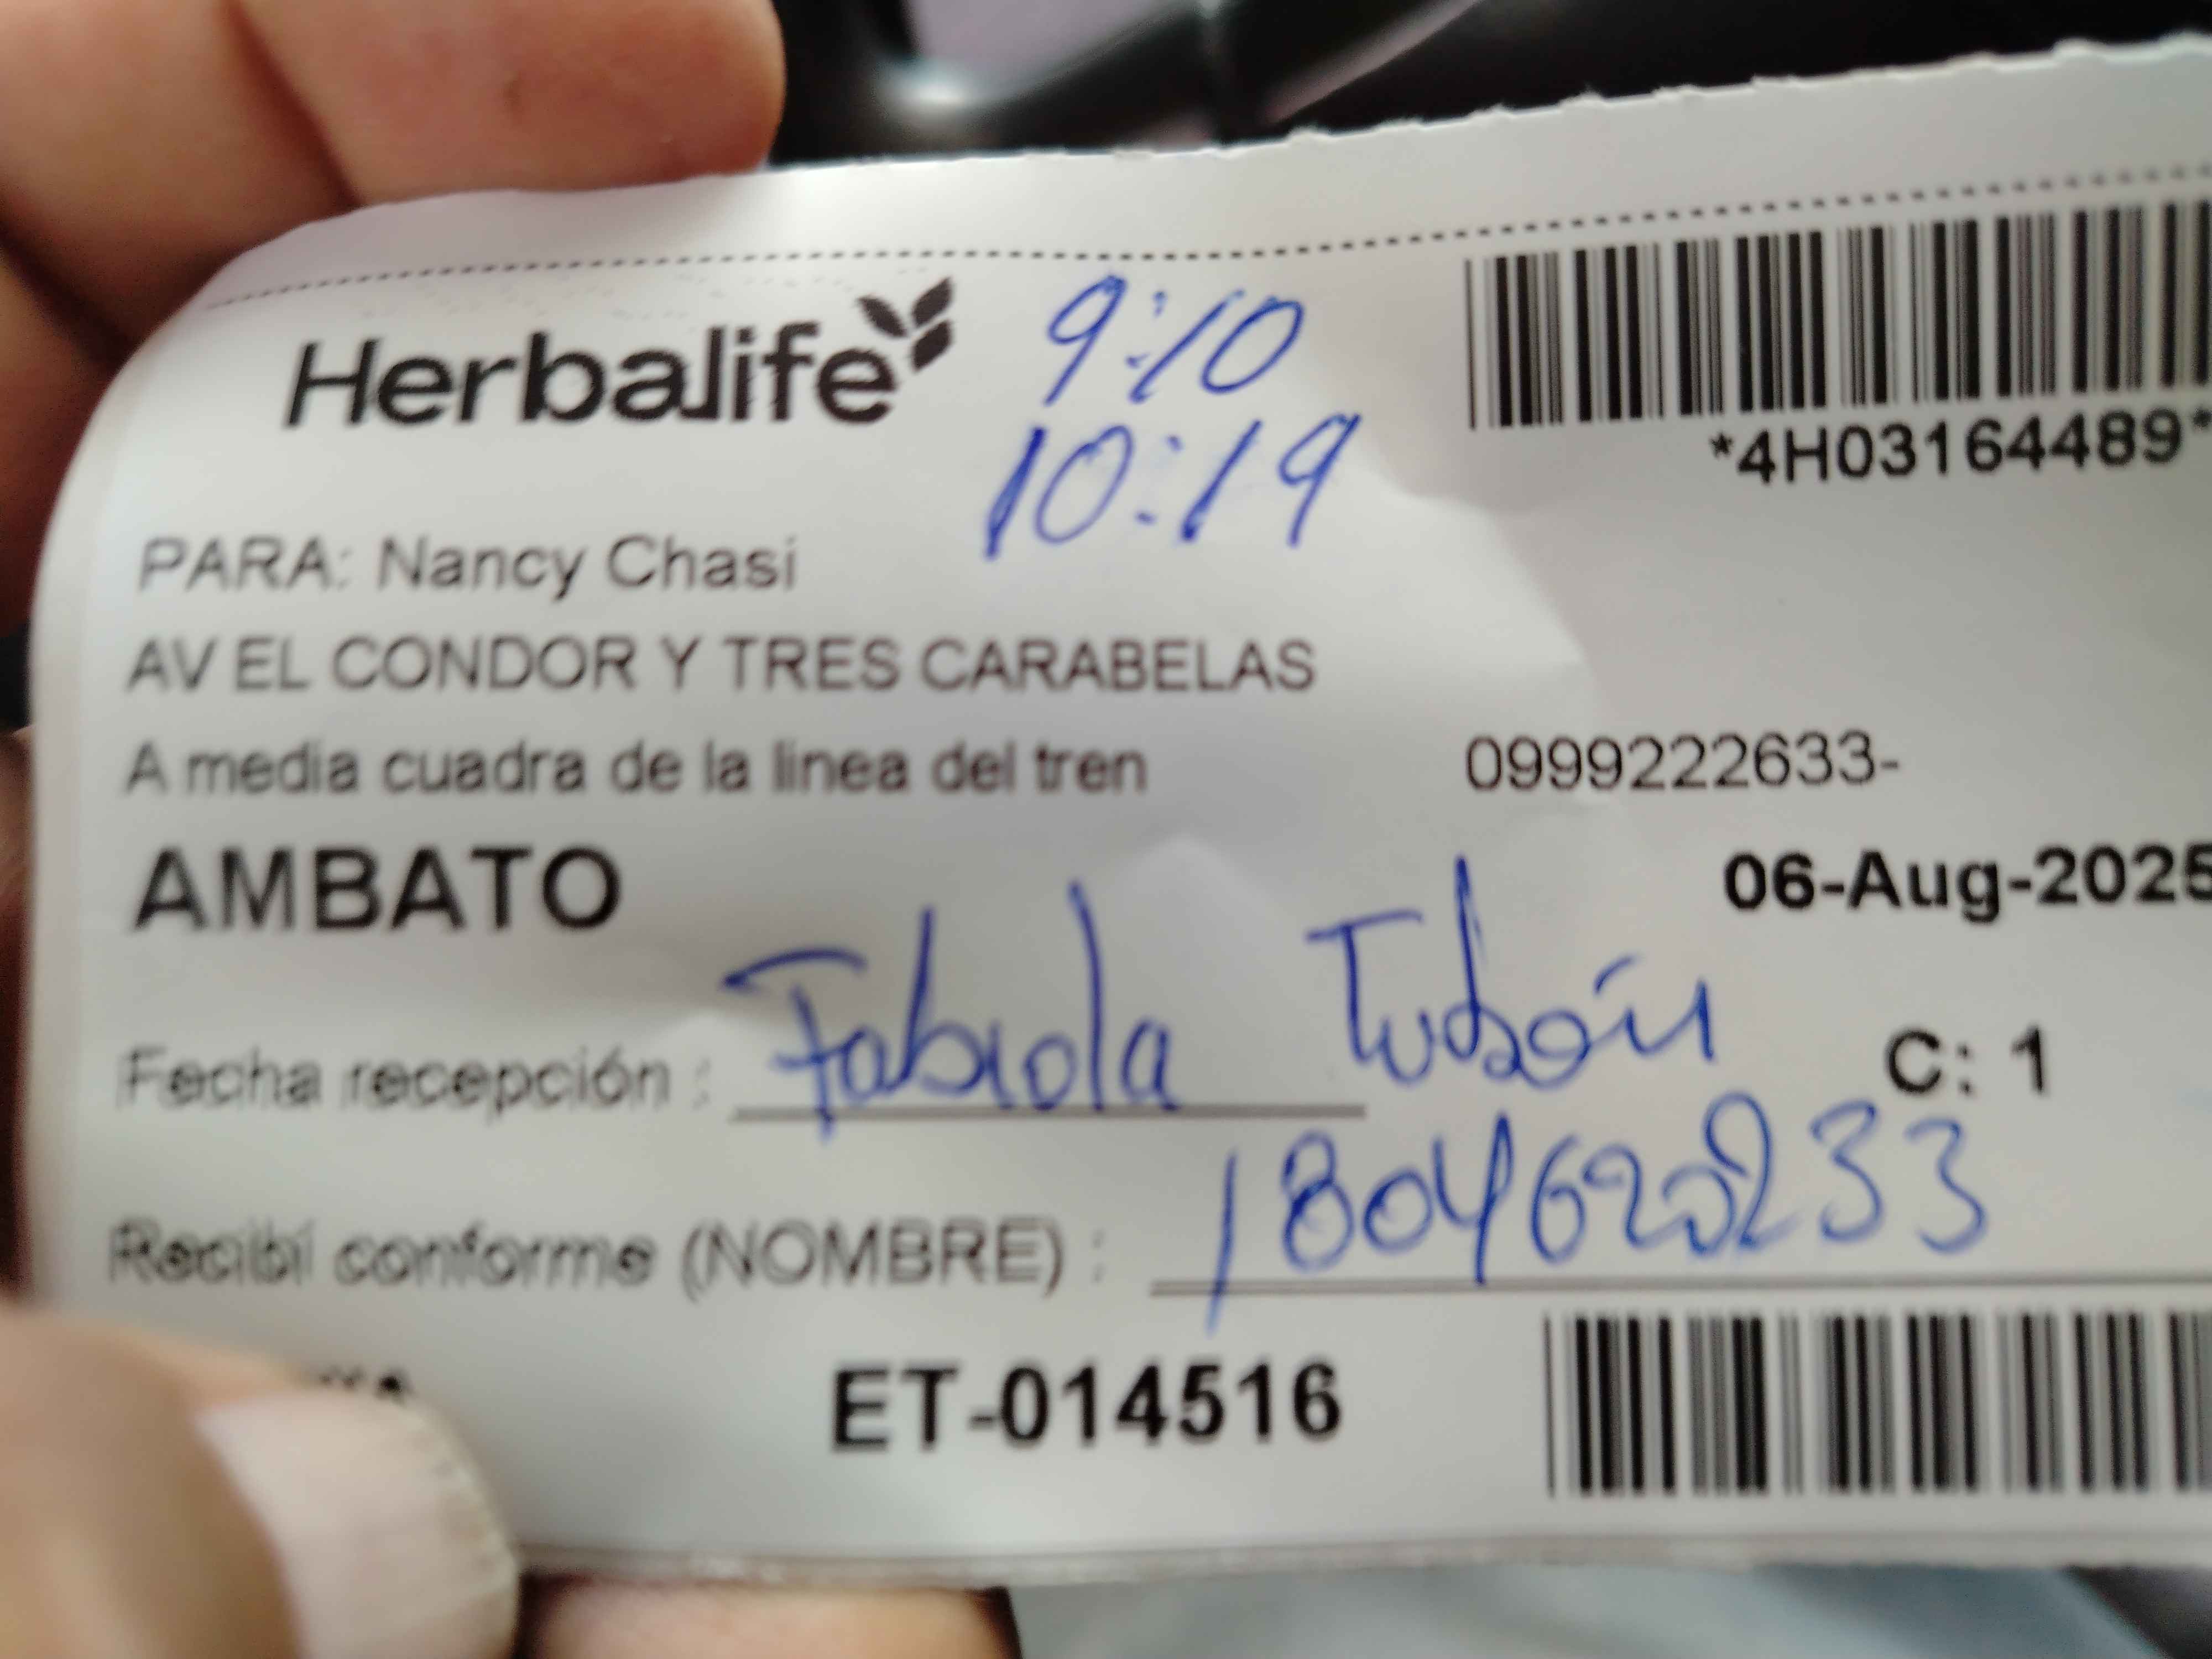 Herbalife
9:10
10:19
*4H03164489*
PARA: Nancy Chasi
AV EL CONDOR Y TRES CARABELAS
A media cuadra de la linea del tren 0999222633-
AMBATO
06-Aug-2025
Fecha recepción : Fabiola Tubón
C: 1
Recibí conforme (NOMBRE) :
ET-014516